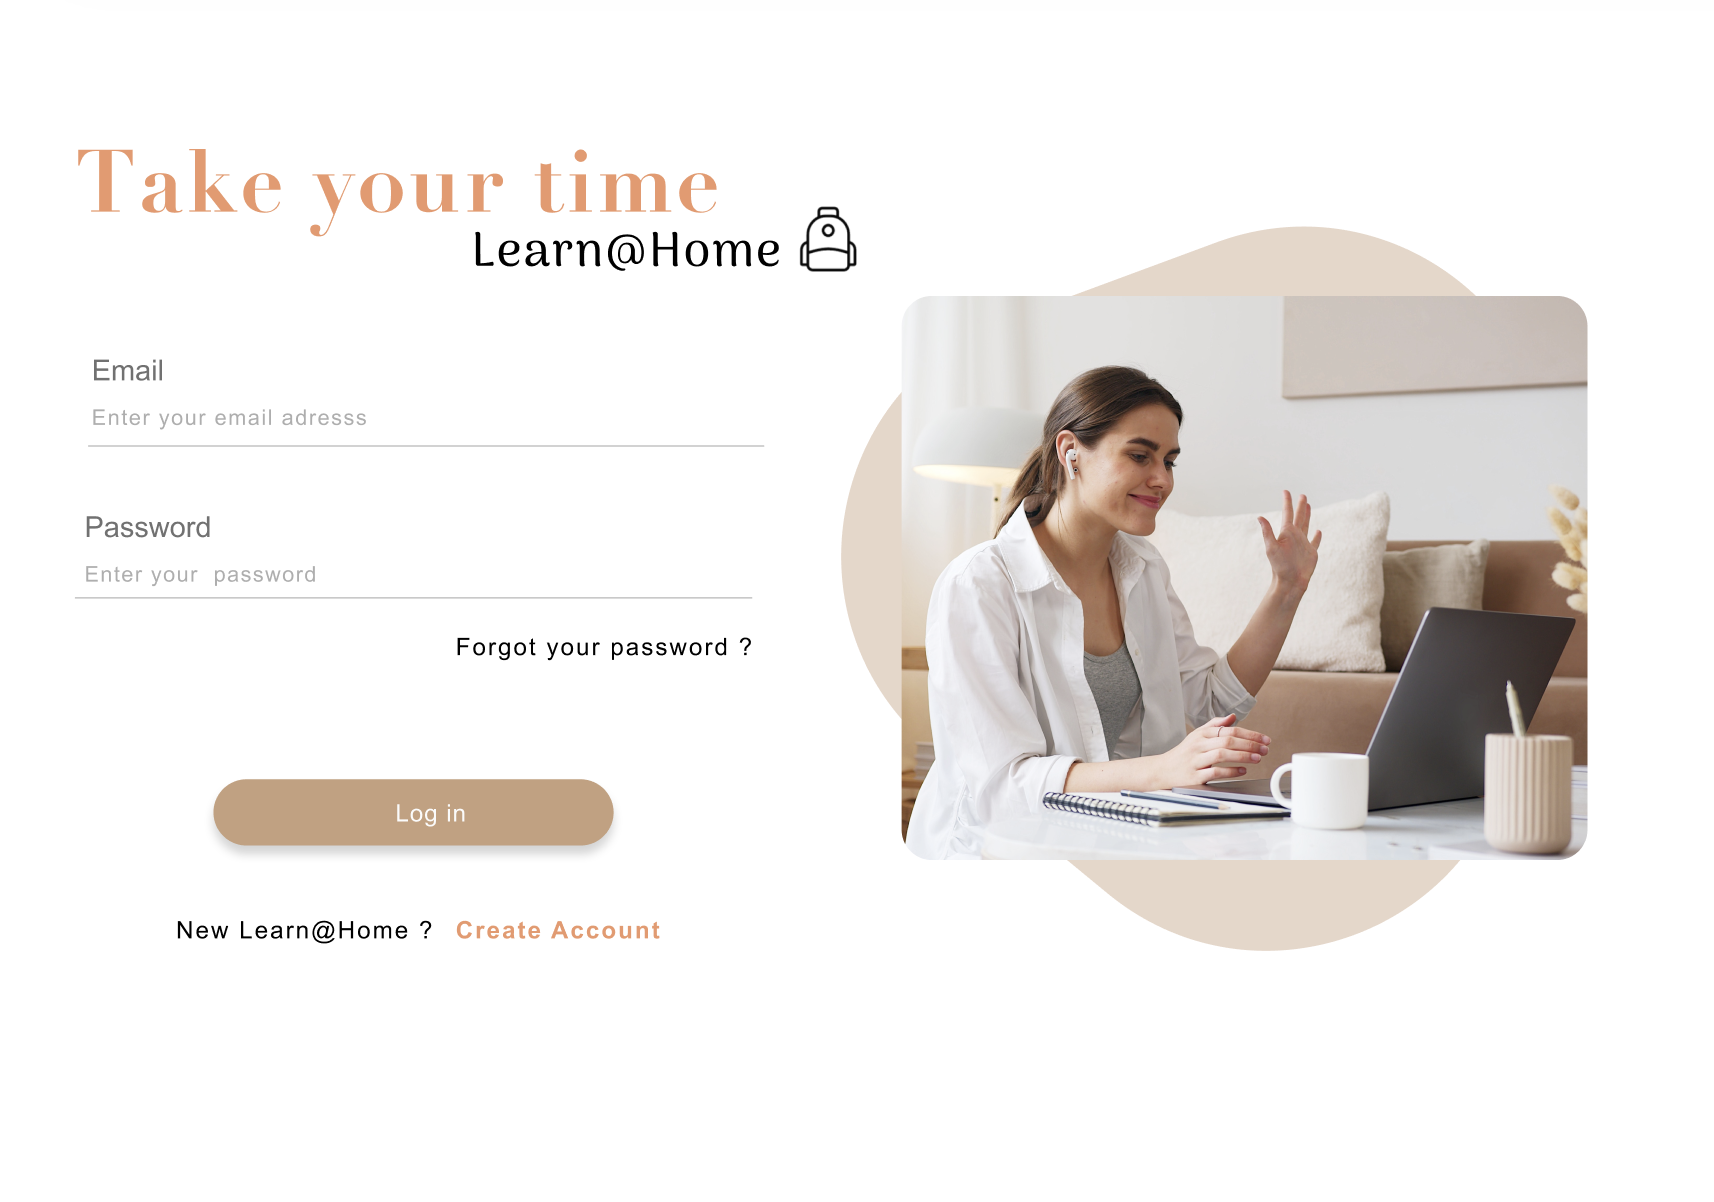 Take your time
Learn@Home
Email
Enter your email adresss
Password
Enter your  password
Forgot your password ?
Log in
New Learn@Home ?   Create Account